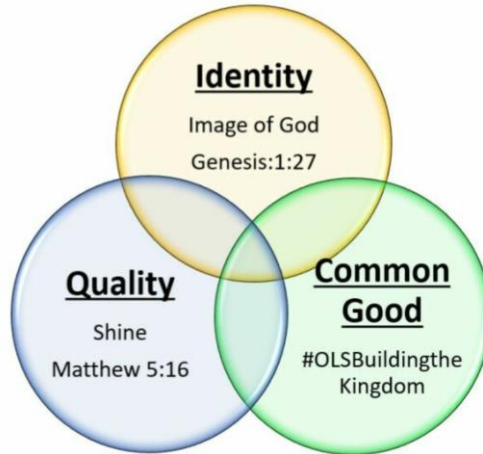 Identity
Image of God
Genesis:1:27
Quality
Shine
Matthew 5:16
Common
Good
#OLSBuildingthe
Kingdom